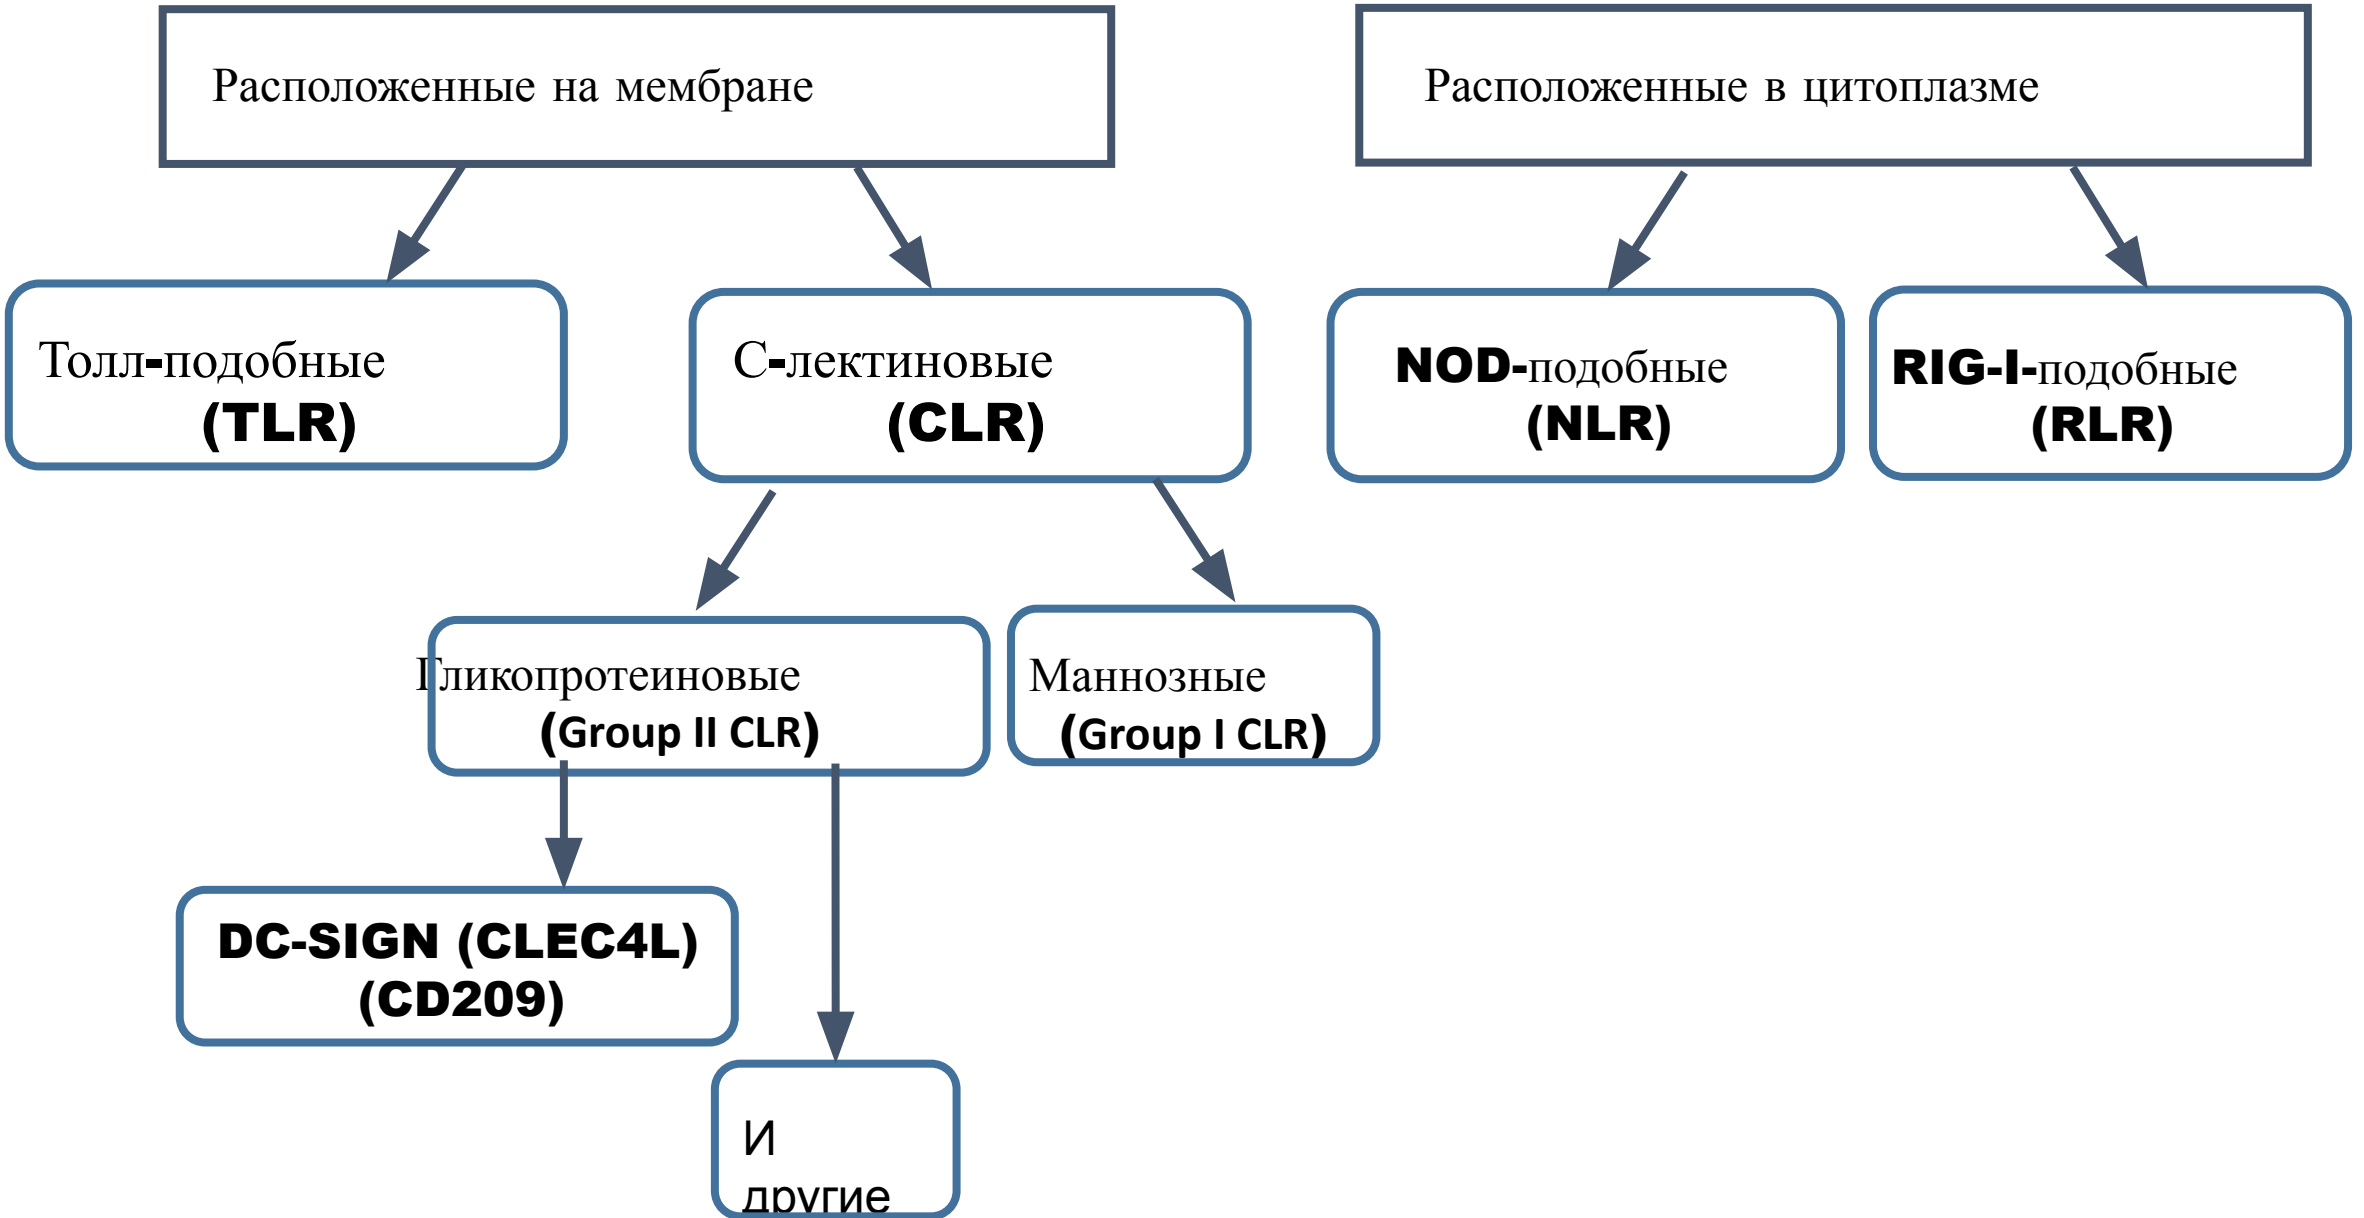 Расположенные на мембране
Расположенные в цитоплазме
Толл-подобные
(TLR)
С-лектиновые
(CLR)
NOD-подобные
(NLR)
RIG-I-подобные
(RLR)
Гликопротеиновые
(Group II CLR)
Маннозные
(Group I CLR)
DC-SIGN (CLEC4L)
(CD209)
И
другие